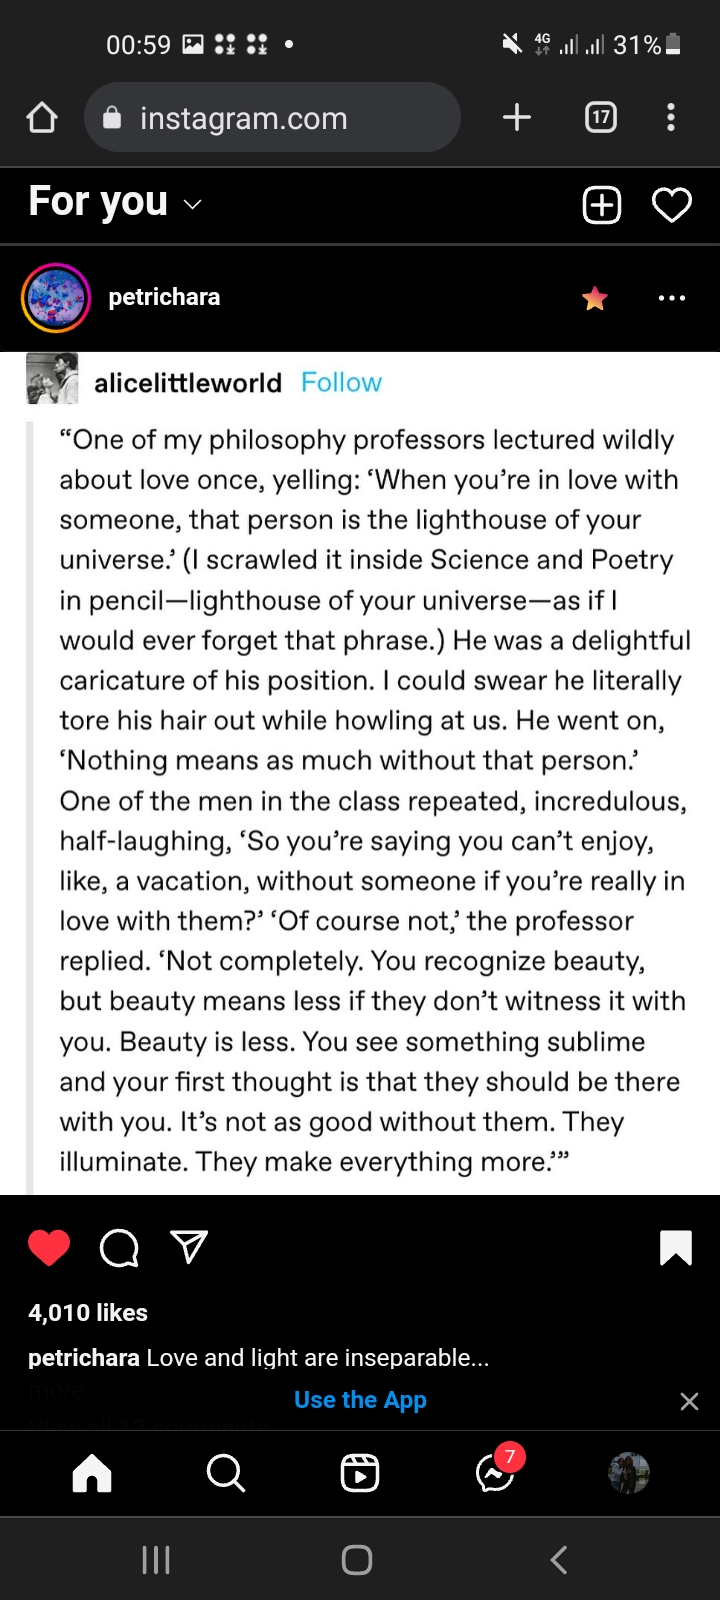 00:59
4G 31%
instagram.com
17
For you
petrichara
alicelittleworld Follow
“One of my philosophy professors lectured wildly
about love once, yelling: ‘When you’re in love with
someone, that person is the lighthouse of your
universe.’ (I scrawled it inside Science and Poetry
in pencil—lighthouse of your universe—as if I
would ever forget that phrase.) He was a delightful
caricature of his position. I could swear he literally
tore his hair out while howling at us. He went on,
‘Nothing means as much without that person.’
One of the men in the class repeated, incredulous,
half-laughing, ‘So you’re saying you can’t enjoy,
like, a vacation, without someone if you’re really in
love with them?’ ‘Of course not,’ the professor
replied. ‘Not completely. You recognize beauty,
but beauty means less if they don’t witness it with
you. Beauty is less. You see something sublime
and your first thought is that they should be there
with you. It’s not as good without them. They
illuminate. They make everything more.’”
4,010 likes
petrichara Love and light are inseparable...
more
Use the App
View all 12 comments
7